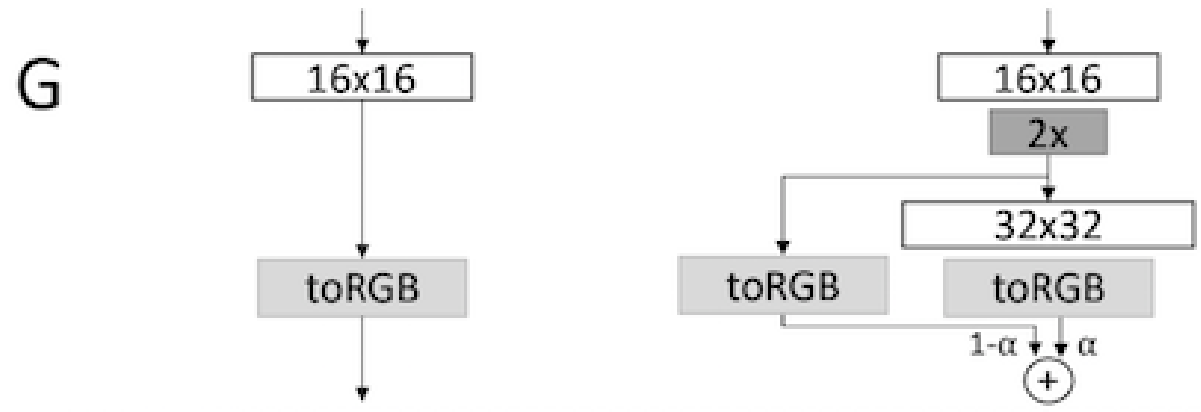 G
16x16
toRGB
16x16
2x
32x32
toRGB
toRGB
1-α
α
+